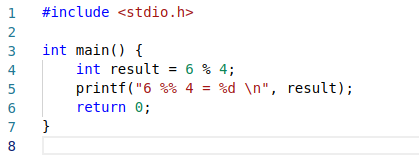 1 #include <stdio.h>
2
3 int main() {
4     int result = 6 % 4;
5     printf("6 %% 4 = %d \n", result);
6     return 0;
7 }
8